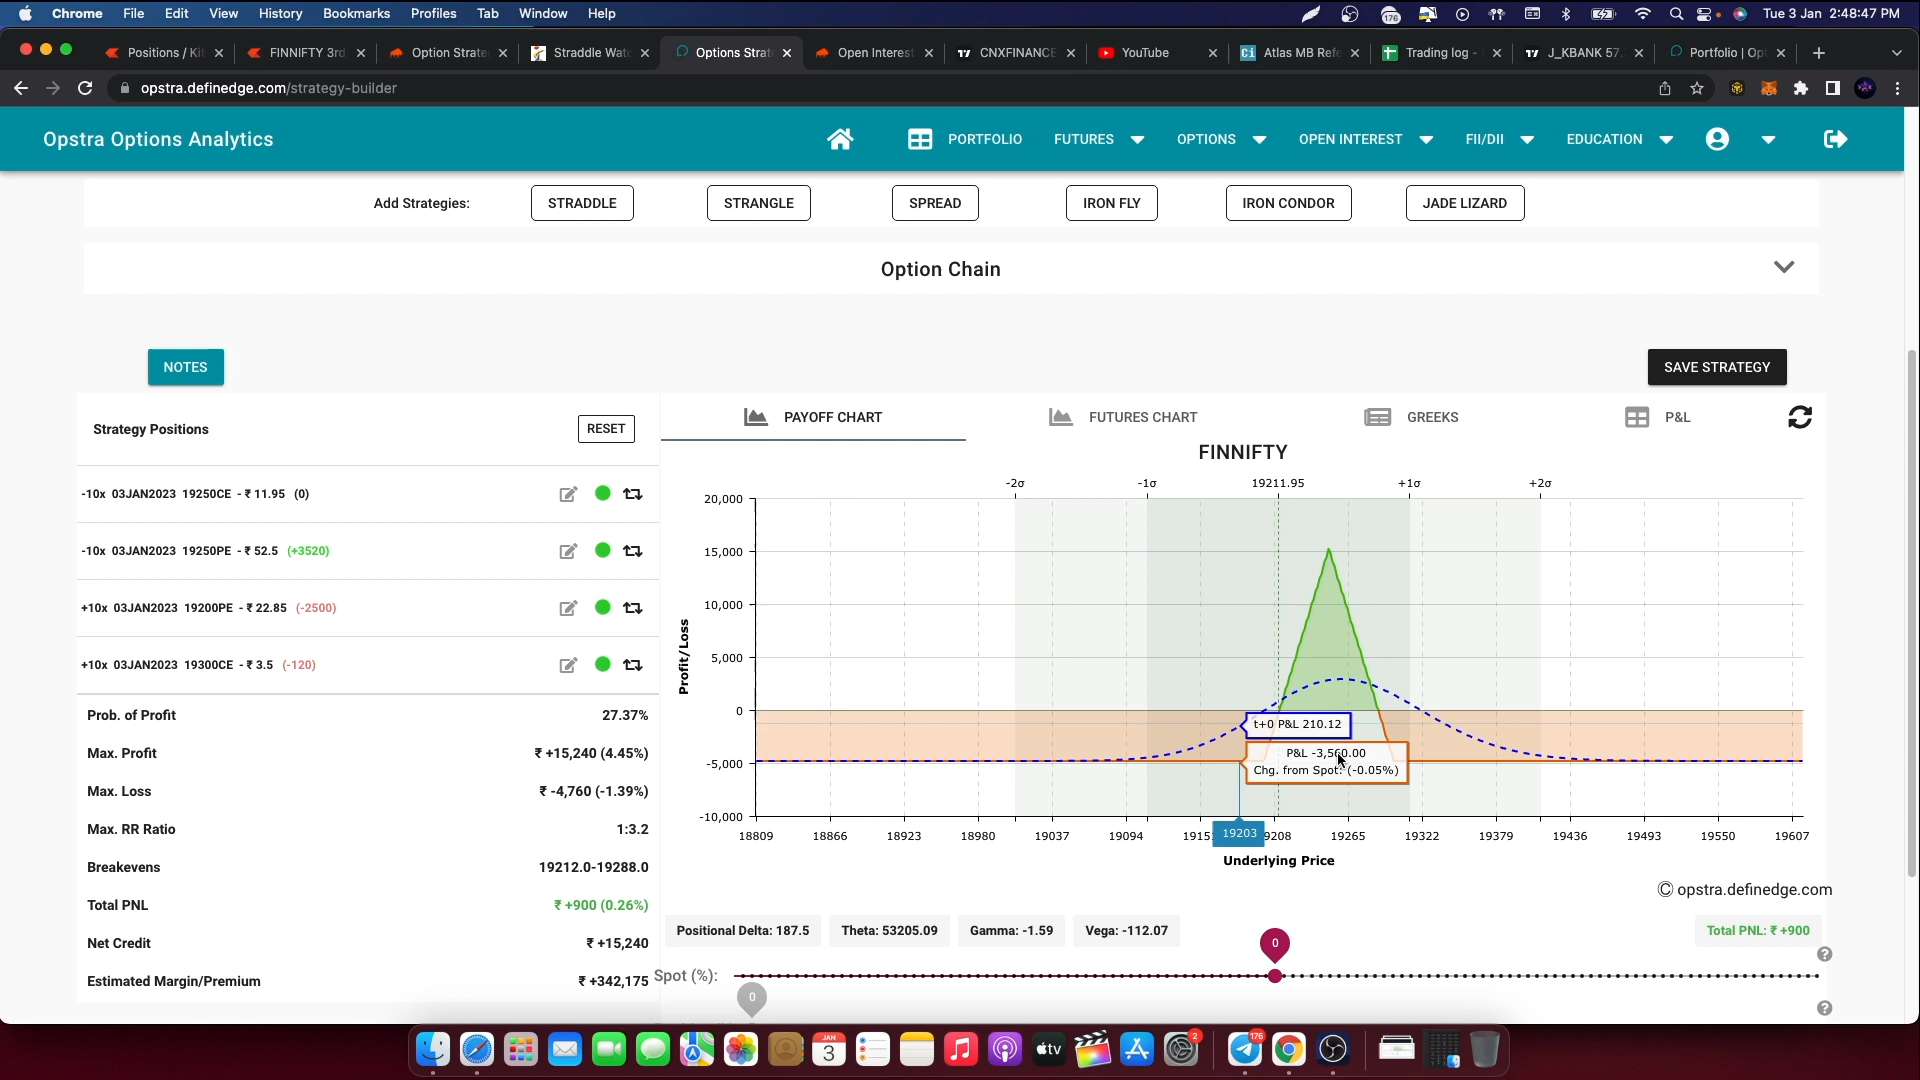 Chrome File Edit View History Bookmarks Profiles Tab Window Help 176 Tue 3 Jan 2:48:47 PM
Positions / Ki FINNIFTY 3rd Option Strate Straddle Wat Options Strat Open Interest CNXFINANCE YouTube Ci Atlas MB Refe Trading log - J_KBANK 57. Portfolio | Op
opstra.definedge.com/strategy-builder
Opstra Options Analytics PORTFOLIO FUTURES OPTIONS OPEN INTEREST FII/DII EDUCATION
Add Strategies: STRADDLE STRANGLE SPREAD IRON FLY IRON CONDOR JADE LIZARD
Option Chain
NOTES SAVE STRATEGY
Strategy Positions RESET
PAYOFF CHART FUTURES CHART GREEKS P&L
FINNIFTY
-10x 03JAN2023 19250CE - ₹ 11.95 (0)
-10x 03JAN2023 19250PE - ₹ 52.5 (+3520)
+10x 03JAN2023 19200PE - ₹ 22.85 (-2500)
+10x 03JAN2023 19300CE - ₹ 3.5 (-120)
Prob. of Profit 27.37%
Max. Profit ₹ +15,240 (4.45%)
Max. Loss ₹ -4,760 (-1.39%)
Max. RR Ratio 1:3.2
Breakevens 19212.0-19288.0
Total PNL ₹ +900 (0.26%)
Net Credit ₹ +15,240
Estimated Margin/Premium ₹ +342,175
-2σ -1σ 19211.95 +1σ +2σ
20,000
15,000
10,000
5,000
0
-5,000
-10,000
Profit/Loss
t+0 P&L 210.12
P&L -3,560.00
Chg. from Spot: (-0.05%)
18809 18866 18923 18980 19037 19094 1915 19203 9208 19265 19322 19379 19436 19493 19550 19607
Underlying Price
© opstra.definedge.com
Positional Delta: 187.5 Theta: 53205.09 Gamma: -1.59 Vega: -112.07 Total PNL: ₹ +900
0
Spot (%):
0
JAN 3 tv 2 176